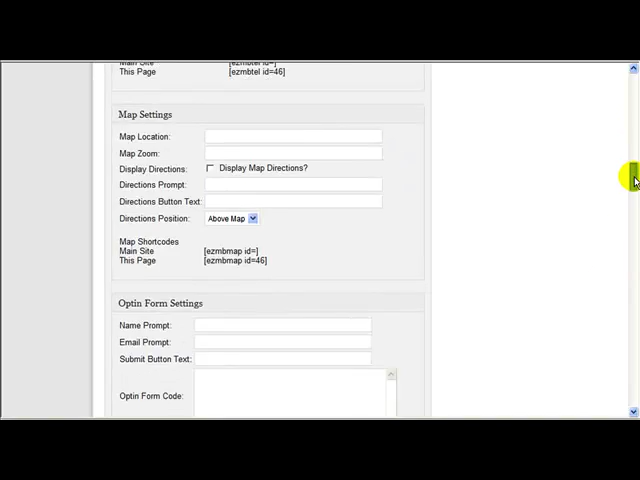 Main Site [ezmbtel id=]
This Page [ezmbtel id=46]
Map Settings
Map Location:
Map Zoom:
Display Directions: Display Map Directions?
Directions Prompt:
Directions Button Text:
Directions Position: Above Map
Map Shortcodes
Main Site [ezmbmap id=]
This Page [ezmbmap id=46]
Optin Form Settings
Name Prompt:
Email Prompt:
Submit Button Text:
Optin Form Code: